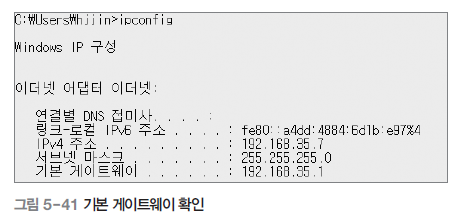 C:\Users\hjin>ipconfig
Windows IP 구성
이더넷 어댑터 이더넷:
연결별 DNS 접미사. . . . :
링크-로컬 IPv6 주소 . . . . : fe80::a4dd:4884:6d1b:e97%4
IPv4 주소 . . . . . . . . . : 192.168.35.7
서브넷 마스크 . . . . . . . : 255.255.255.0
기본 게이트웨이 . . . . . . : 192.168.35.1
그림 5-41 기본 게이트웨이 확인